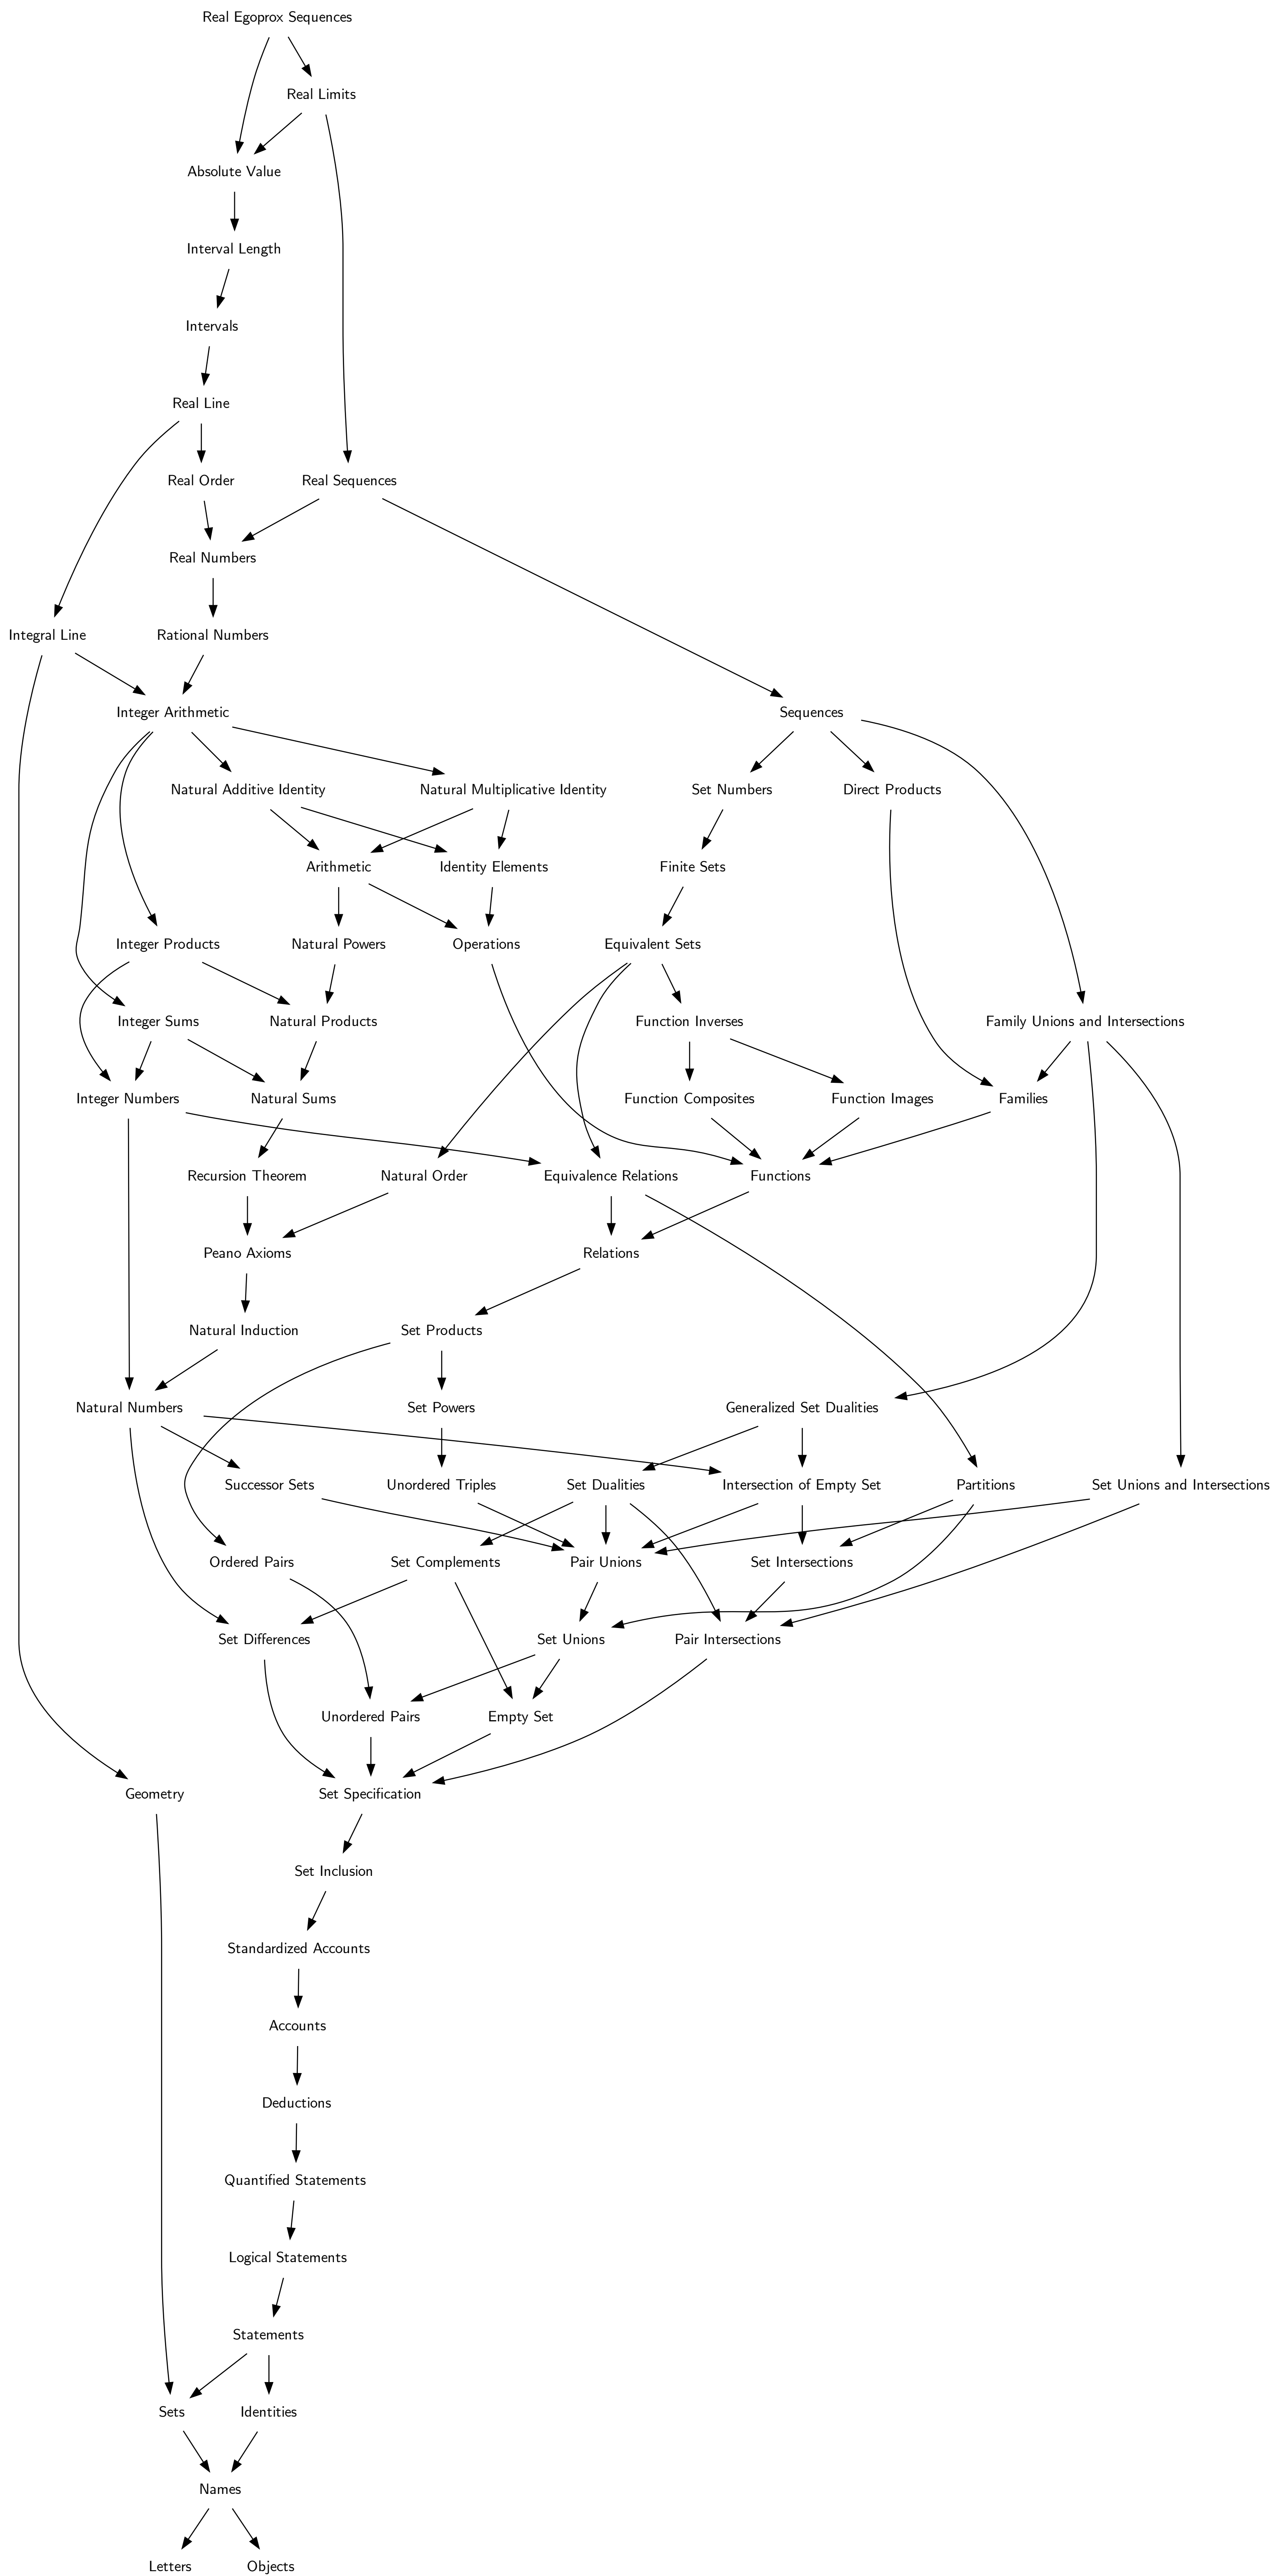 Real Egoprox Sequences
Real Limits
Absolute Value
Interval Length
Intervals
Real Line
Real Order
Real Sequences
Real Numbers
Integral Line
Rational Numbers
Integer Arithmetic
Sequences
Natural Additive Identity
Natural Multiplicative Identity
Set Numbers
Direct Products
Arithmetic
Identity Elements
Finite Sets
Integer Products
Natural Powers
Operations
Equivalent Sets
Integer Sums
Natural Products
Function Inverses
Family Unions and Intersections
Integer Numbers
Natural Sums
Function Composites
Function Images
Families
Recursion Theorem
Natural Order
Equivalence Relations
Functions
Peano Axioms
Relations
Natural Induction
Set Products
Natural Numbers
Set Powers
Generalized Set Dualities
Successor Sets
Unordered Triples
Set Dualities
Intersection of Empty Set
Partitions
Set Unions and Intersections
Ordered Pairs
Set Complements
Pair Unions
Set Intersections
Set Differences
Set Unions
Pair Intersections
Unordered Pairs
Empty Set
Geometry
Set Specification
Set Inclusion
Standardized Accounts
Accounts
Deductions
Quantified Statements
Logical Statements
Statements
Sets
Identities
Names
Letters
Objects